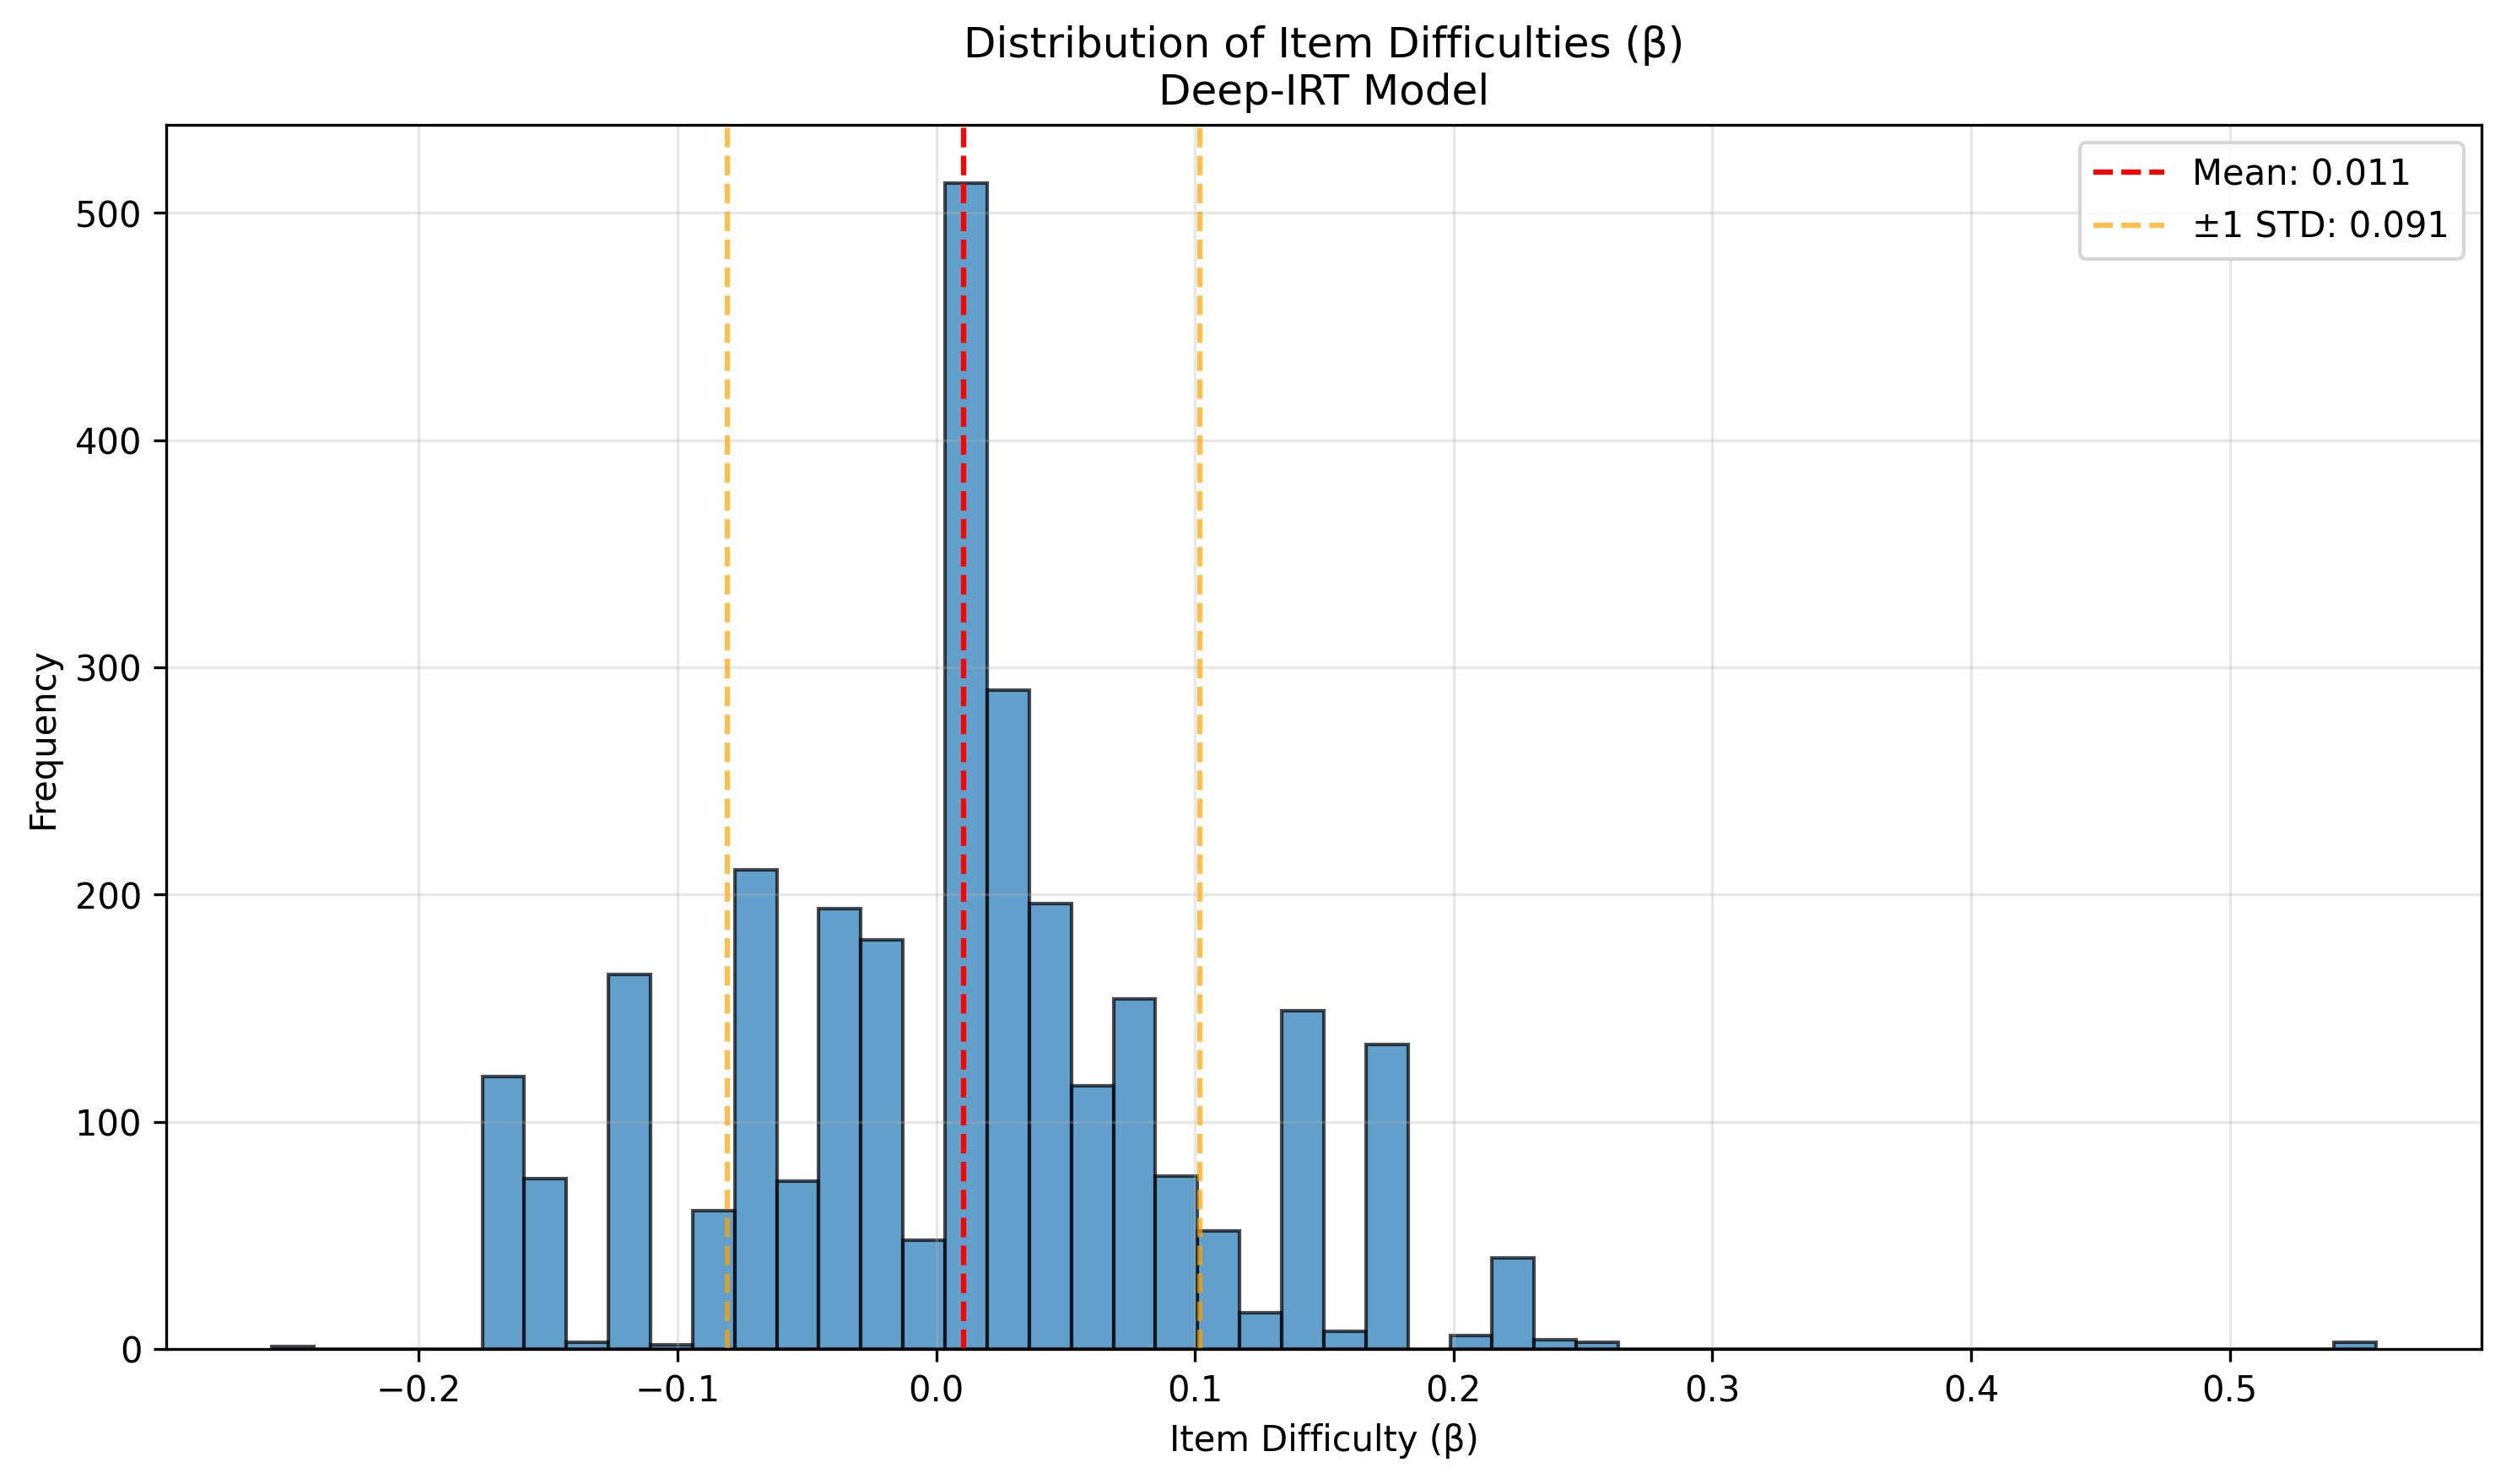 Distribution of Item Difficulties (β)
Deep-IRT Model
Mean: 0.011
±1 STD: 0.091
Frequency
500
400
300
200
100
0
−0.2
−0.1
0.0
0.1
0.2
0.3
0.4
0.5
Item Difficulty (β)